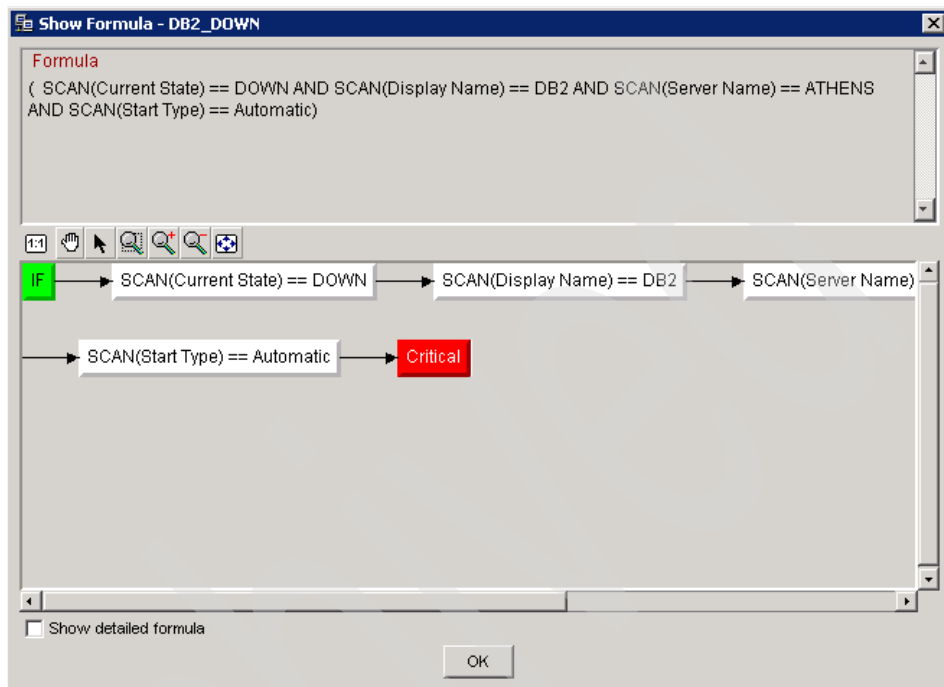 Show Formula - DB2_DOWN
Formula
( SCAN(Current State) == DOWN AND SCAN(Display Name) == DB2 AND SCAN(Server Name) == ATHENS
AND SCAN(Start Type) == Automatic)
1:1
IF SCAN(Current State) == DOWN SCAN(Display Name) == DB2 SCAN(Server Name)
SCAN(Start Type) == Automatic Critical
Show detailed formula
OK